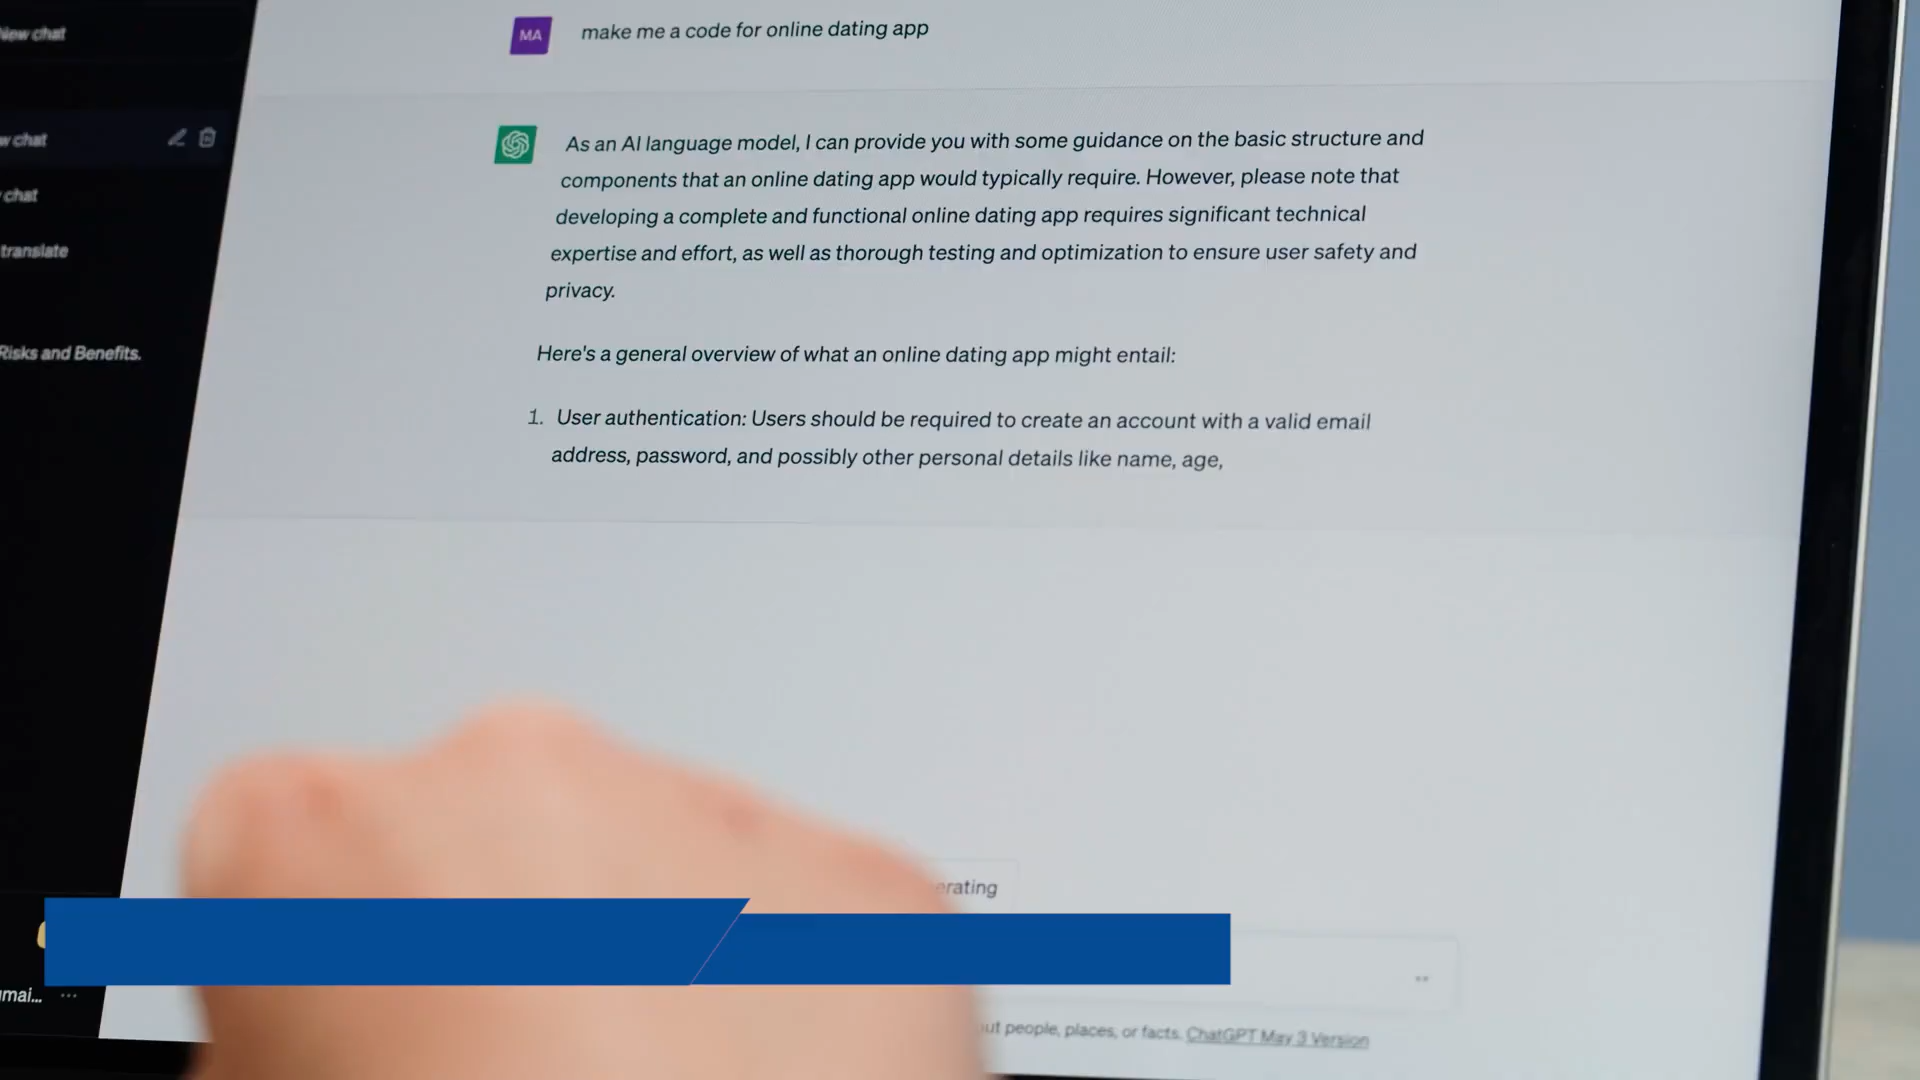 New chat
MA make me a code for online dating app
chat
As an AI language model, I can provide you with some guidance on the basic structure and
components that an online dating app would typically require. However, please note that
chat
developing a complete and functional online dating app requires significant technical
translate
expertise and effort, as well as thorough testing and optimization to ensure user safety and
privacy.
Risks and Benefits.
Here's a general overview of what an online dating app might entail:
1. User authentication: Users should be required to create an account with a valid email
address, password, and possibly other personal details like name, age,
people, places, or facts. ChatGPT May 3 Version